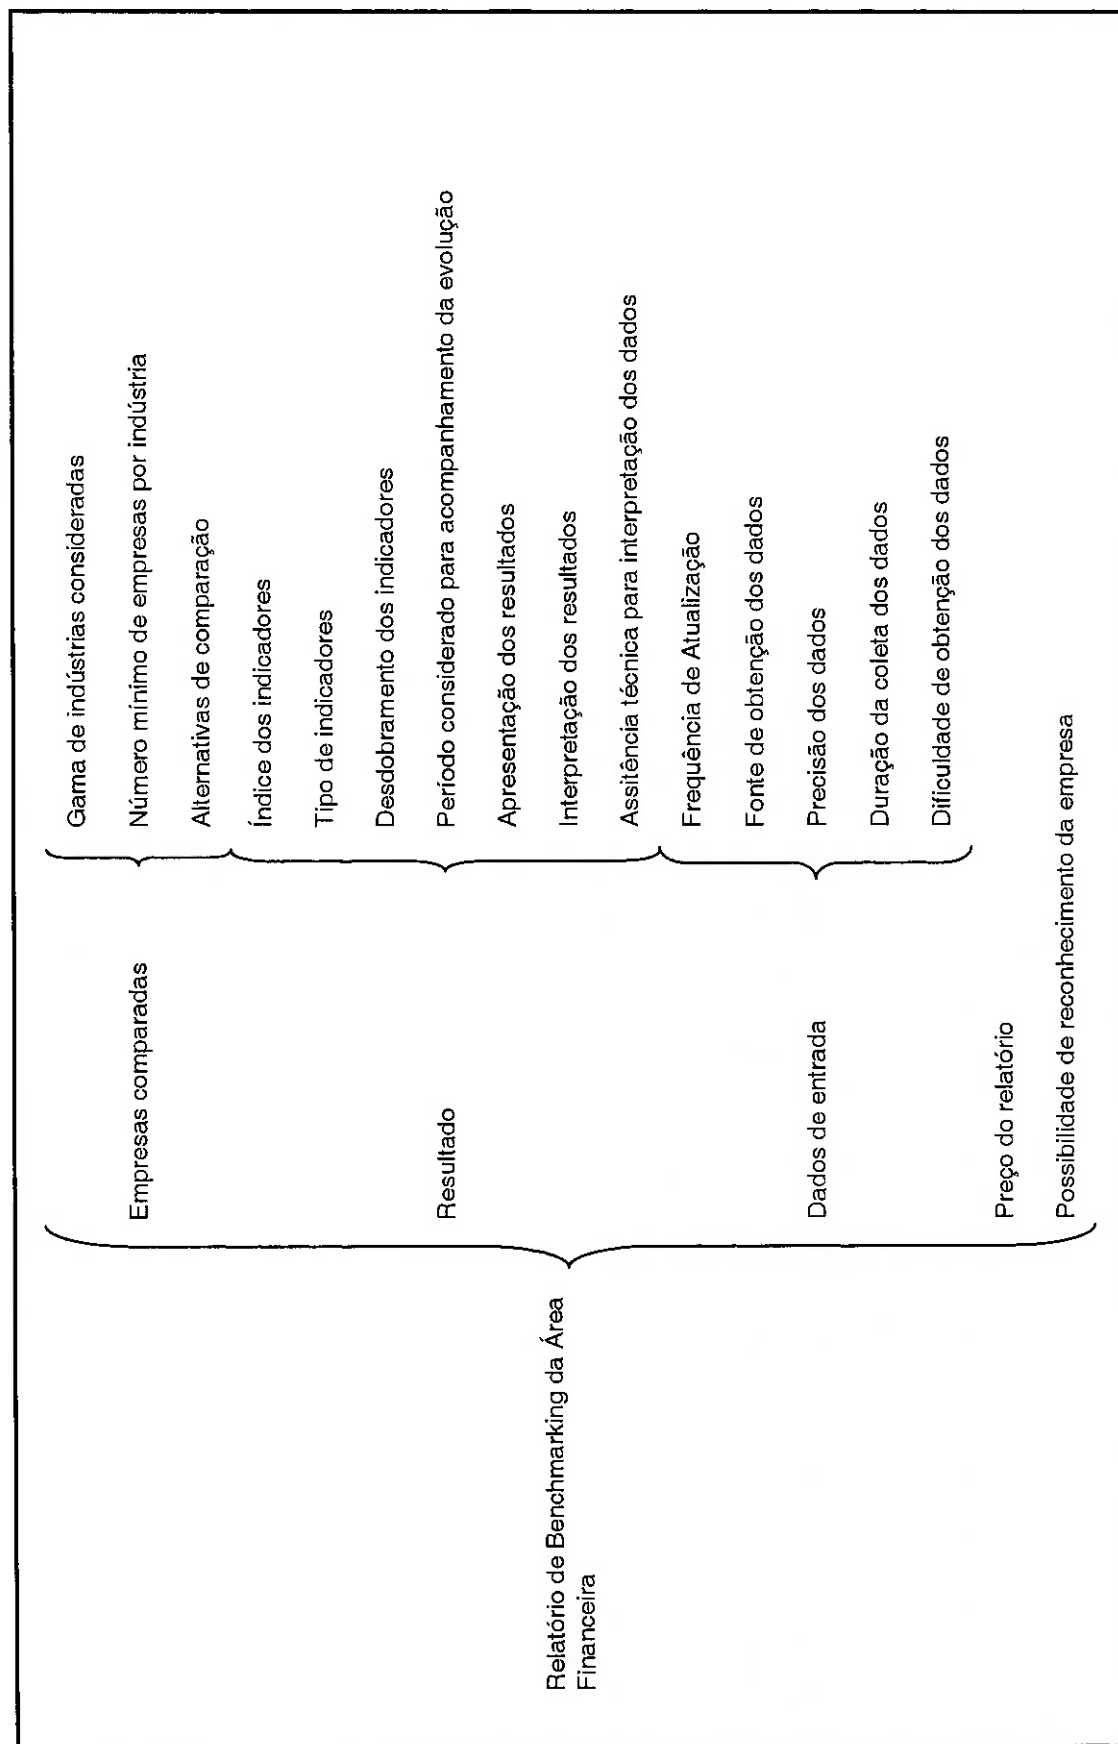 Relatório de Benchmarking da Área
Financeira
Empresas comparadas
Gama de indústrias consideradas
Número mínimo de empresas por indústria
Alternativas de comparação
Resultado
Índice dos indicadores
Tipo de indicadores
Desdobramento dos indicadores
Período considerado para acompanhamento da evolução
Apresentação dos resultados
Interpretação dos resultados
Assitência técnica para interpretação dos dados
Dados de entrada
Frequência de Atualização
Fonte de obtenção dos dados
Precisão dos dados
Duração da coleta dos dados
Dificuldade de obtenção dos dados
Preço do relatório
Possibilidade de reconhecimento da empresa